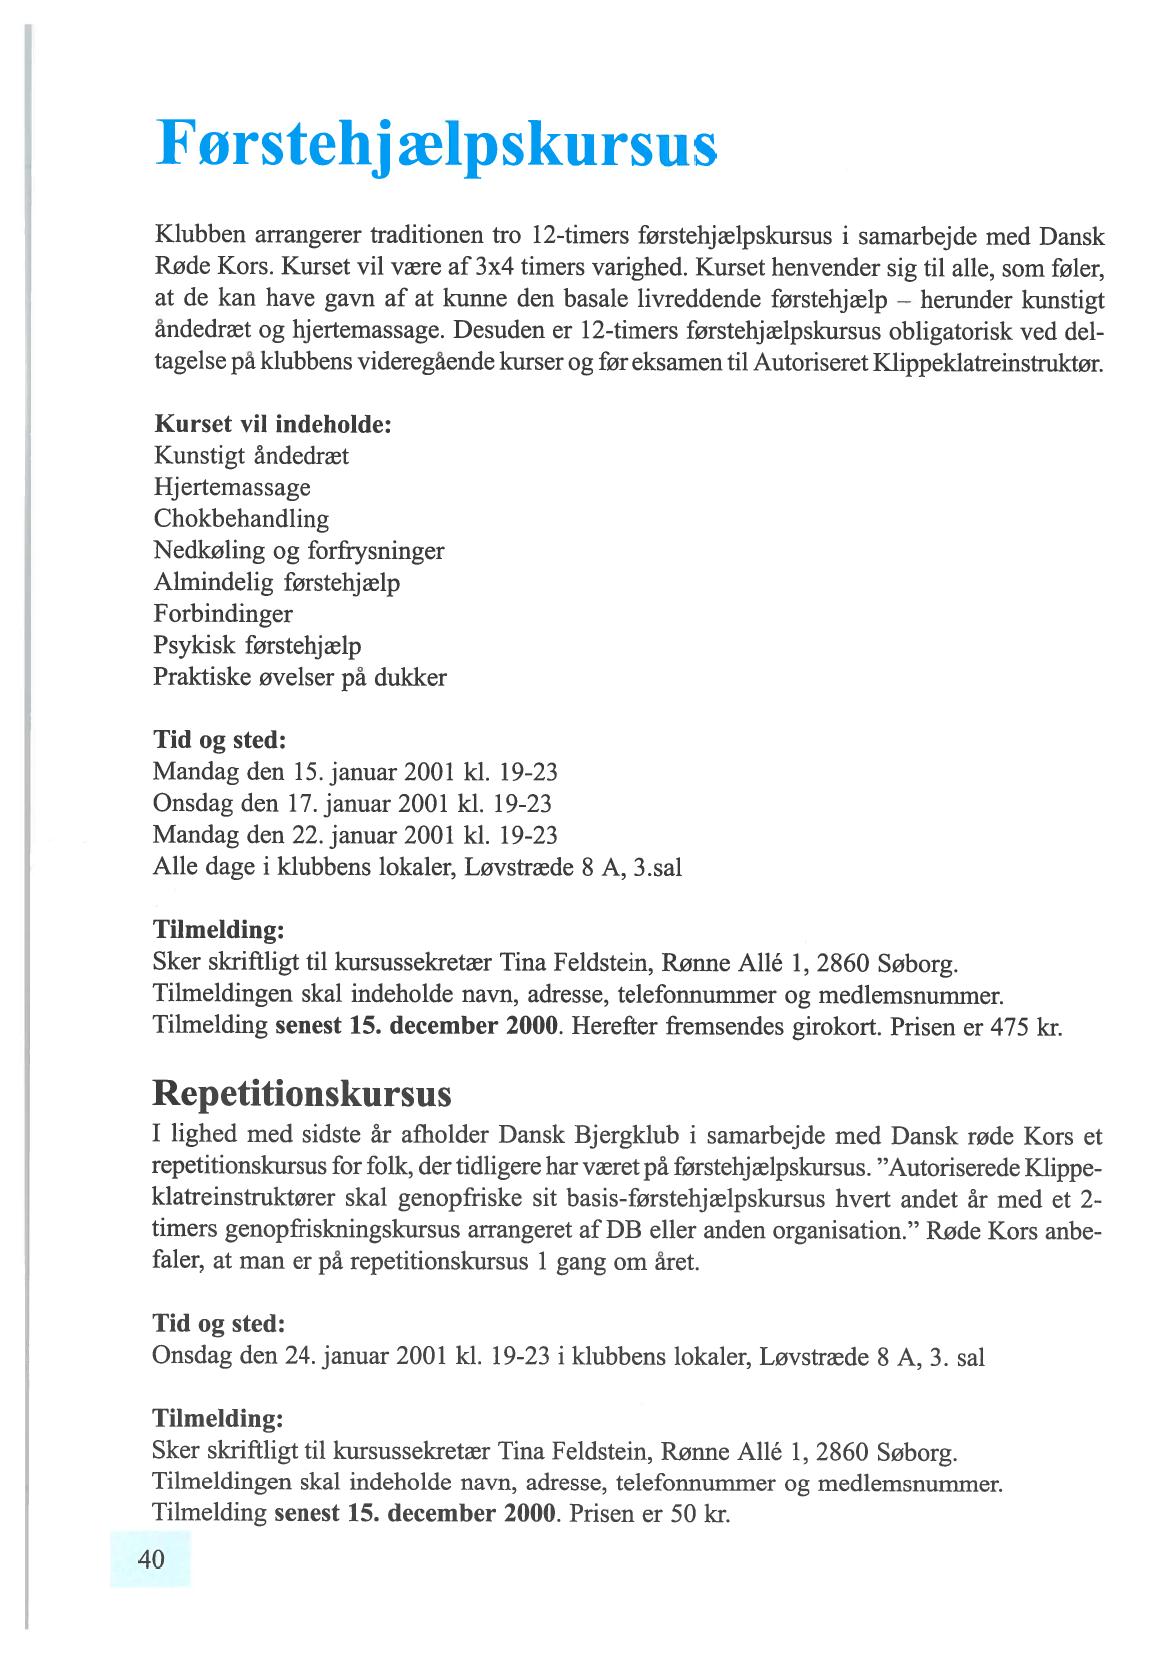 Førstehjælpskursus
Klubben arrangerer traditionen tro 12-timers førstehjælpskursus i samarbejde med Dansk
Røde Kors. Kurset vil være af 3x4 timers varighed. Kurset henvender sig til alle, som føler,
at de kan have gavn af at kunne den basale livreddende førstehjælp – herunder kunstigt
åndedræt og hjertemassage. Desuden er 12-timers førstehjælpskursus obligatorisk ved del-
tagelse på klubbens videregående kurser og før eksamen til Autoriseret Klippeklatreinstruktør.
Kurset vil indeholde:
Kunstigt åndedræt
Hjertemassage
Chokbehandling
Nedkøling og forfrysninger
Almindelig førstehjælp
Forbindinger
Psykisk førstehjælp
Praktiske øvelser på dukker
Tid og sted:
Mandag den 15. januar 2001 kl. 19-23
Onsdag den 17. januar 2001 kl. 19-23
Mandag den 22. januar 2001 kl. 19-23
Alle dage i klubbens lokaler, Løvstræde 8 A, 3.sal
Tilmelding:
Sker skriftligt til kursussekretær Tina Feldstein, Rønne Allé 1, 2860 Søborg.
Tilmeldingen skal indeholde navn, adresse, telefonnummer og medlemsnummer.
Tilmelding senest 15. december 2000. Herefter fremsendes girokort. Prisen er 475 kr.
Repetitionskursus
I lighed med sidste år afholder Dansk Bjergklub i samarbejde med Dansk røde Kors et
repetitionskursus for folk, der tidligere har været på førstehjælpskursus. ”Autoriserede Klippe-
klatreinstruktører skal genopfriske sit basis-førstehjælpskursus hvert andet år med et 2-
timers genopfriskningskursus arrangeret af DB eller anden organisation.” Røde Kors anbe-
faler, at man er på repetitionskursus 1 gang om året.
Tid og sted:
Onsdag den 24. januar 2001 kl. 19-23 i klubbens lokaler, Løvstræde 8 A, 3. sal
Tilmelding:
Sker skriftligt til kursussekretær Tina Feldstein, Rønne Allé 1, 2860 Søborg.
Tilmeldingen skal indeholde navn, adresse, telefonnummer og medlemsnummer.
Tilmelding senest 15. december 2000. Prisen er 50 kr.
40